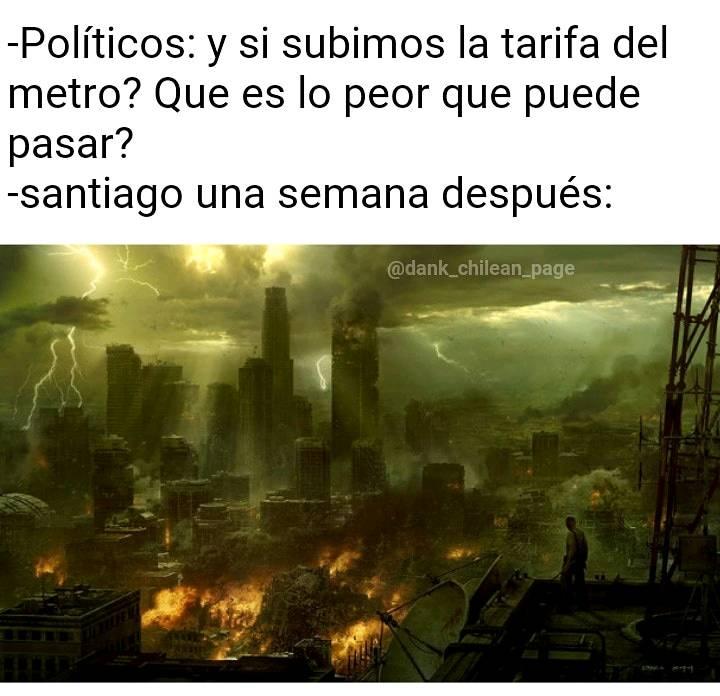 -Políticos: y si subimos la tarifa del
metro? Que es lo peor que puede
pasar?
-santiago una semana después:
@dank_chilean_page